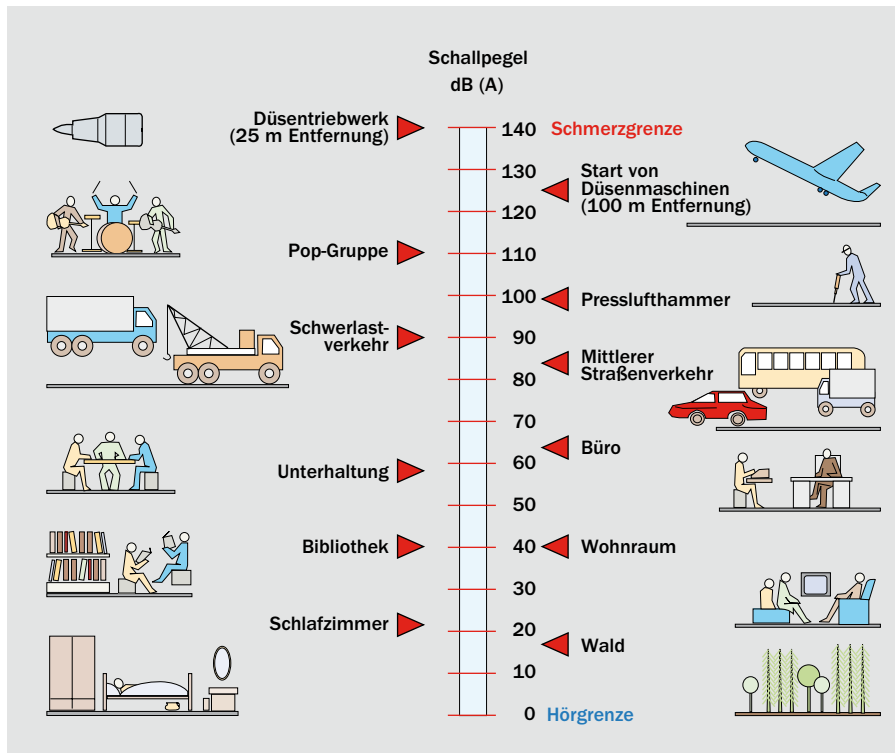 Schallpegel
dB (A)
Düsentriebwerk
(25 m Entfernung)
140 Schmerzgrenze
130
Start von
Düsenmaschinen
(100 m Entfernung)
120
Pop-Gruppe
110
100
Presslufthammer
Schwerlast-
verkehr
90
Mittlerer
Straßenverkehr
80
70
Büro
60
Unterhaltung
50
Bibliothek
40
Wohnraum
30
Schlafzimmer
20
Wald
10
0 Hörgrenze